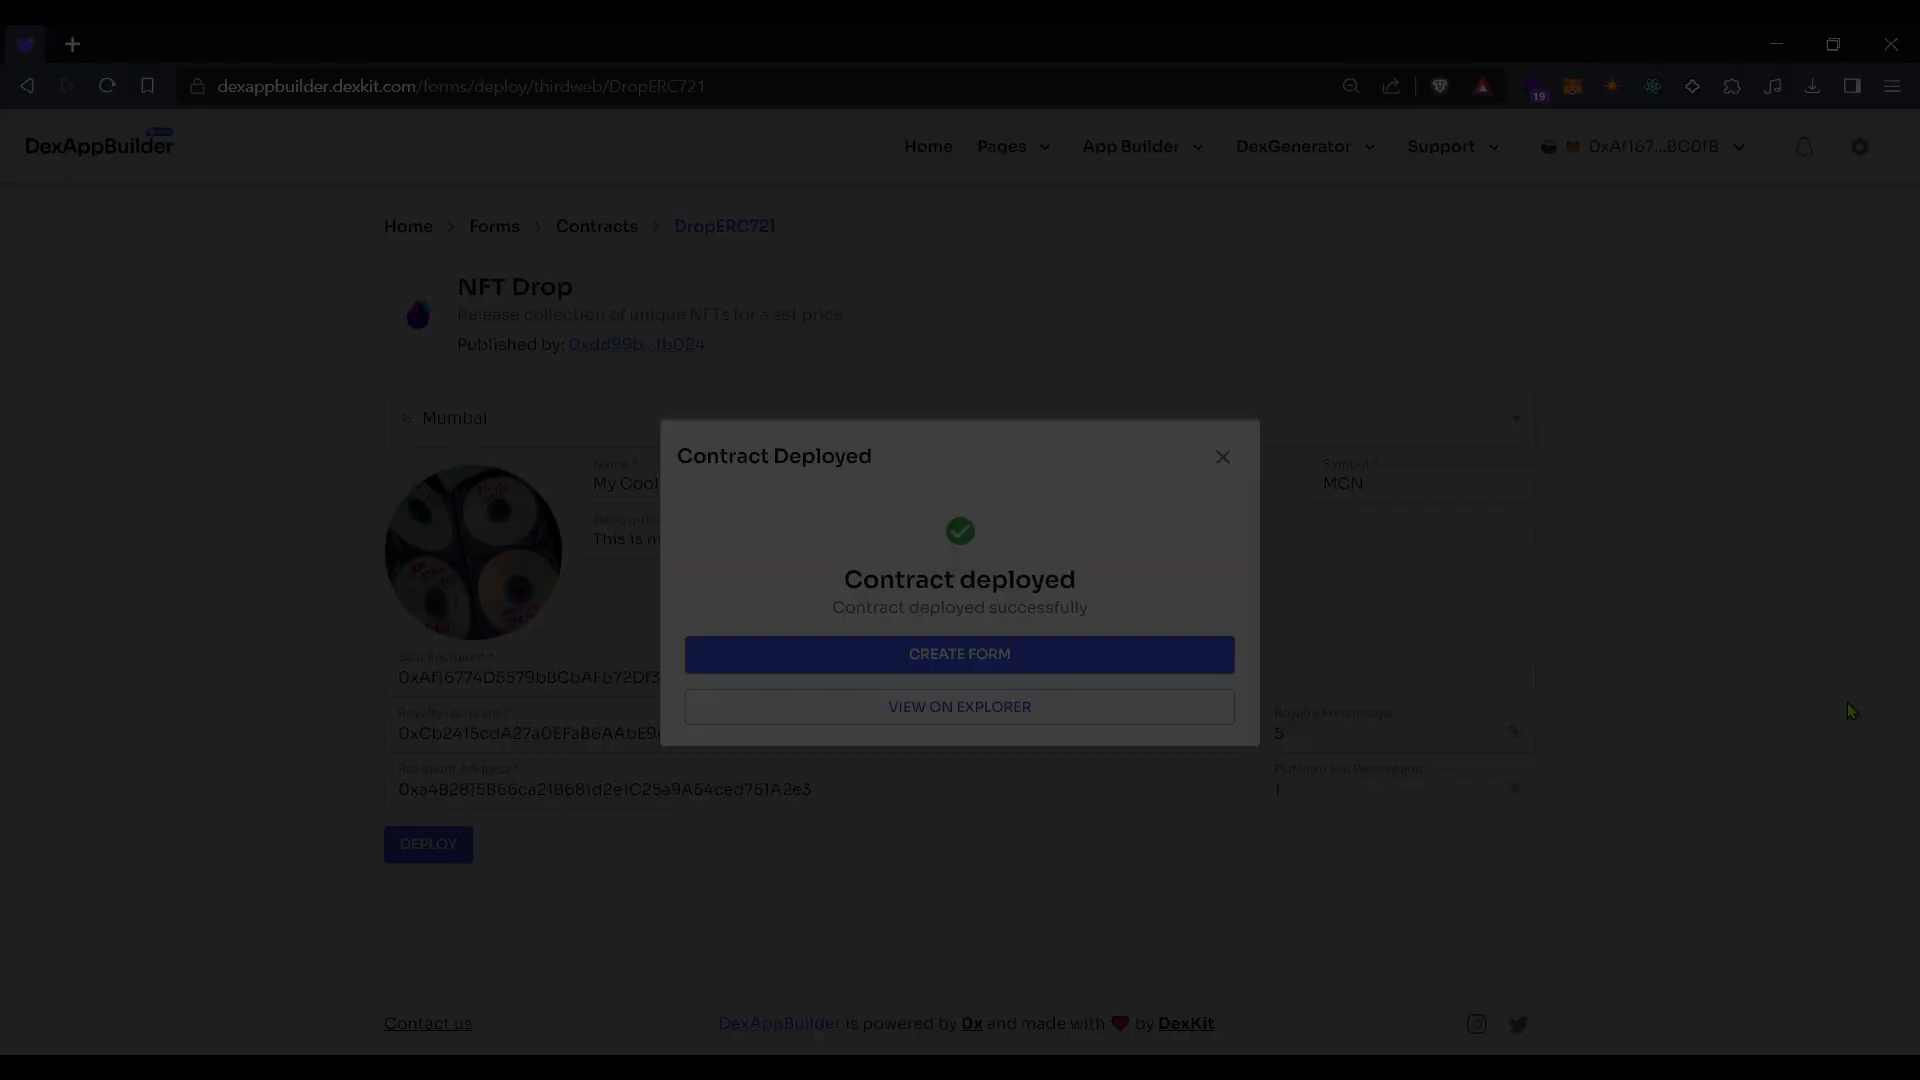 dexappbuilder.dexkit.com/forms/deploy/thirdweb/DropERC721
19
DexAppBuilder
Home Pages App Builder DexGenerator Support 0xAf167...BC0fB
Home > Forms > Contracts > DropERC721
NFT Drop
Release collection of unique NFTs for a set price
Published by: 0xdd99b...fb024
Mumbai
Name *
My Cool
Symbol *
MCN
Descriptio
This is m
Contract Deployed
Contract deployed
Contract deployed successfully
CREATE FORM
VIEW ON EXPLORER
Sale Recipient *
0xAf16774D5579bBCbAFb72Df3
Royalty recipient *
0xCb2415cdA27a0EFaB6AAbE9
Royalty Percentage
5 %
Recipient Address *
0xa4B2815B66ca21B681d2e1C25a9A54ced751A2e3
Platform Fee Percentage
1 %
DEPLOY
Contact us
DexAppBuilder is powered by 0x and made with ❤ by DexKit